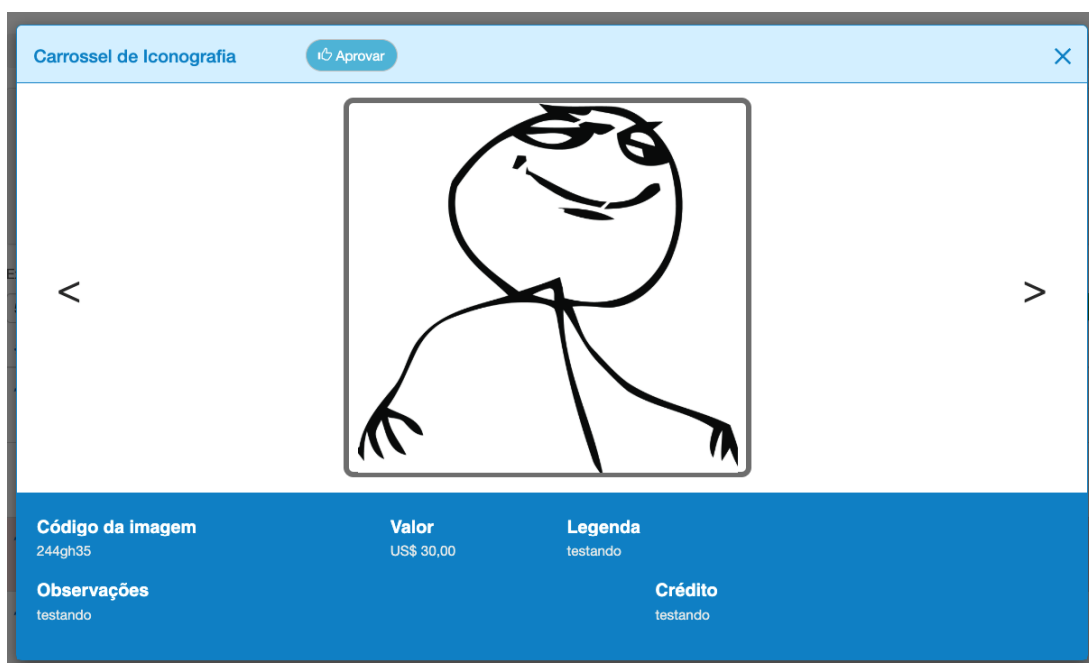 Carrossel de Iconografia
Aprovar
<
>
Código da imagem
Valor
Legenda
244gh35
US$ 30,00
testando
Observações
Crédito
testando
testando